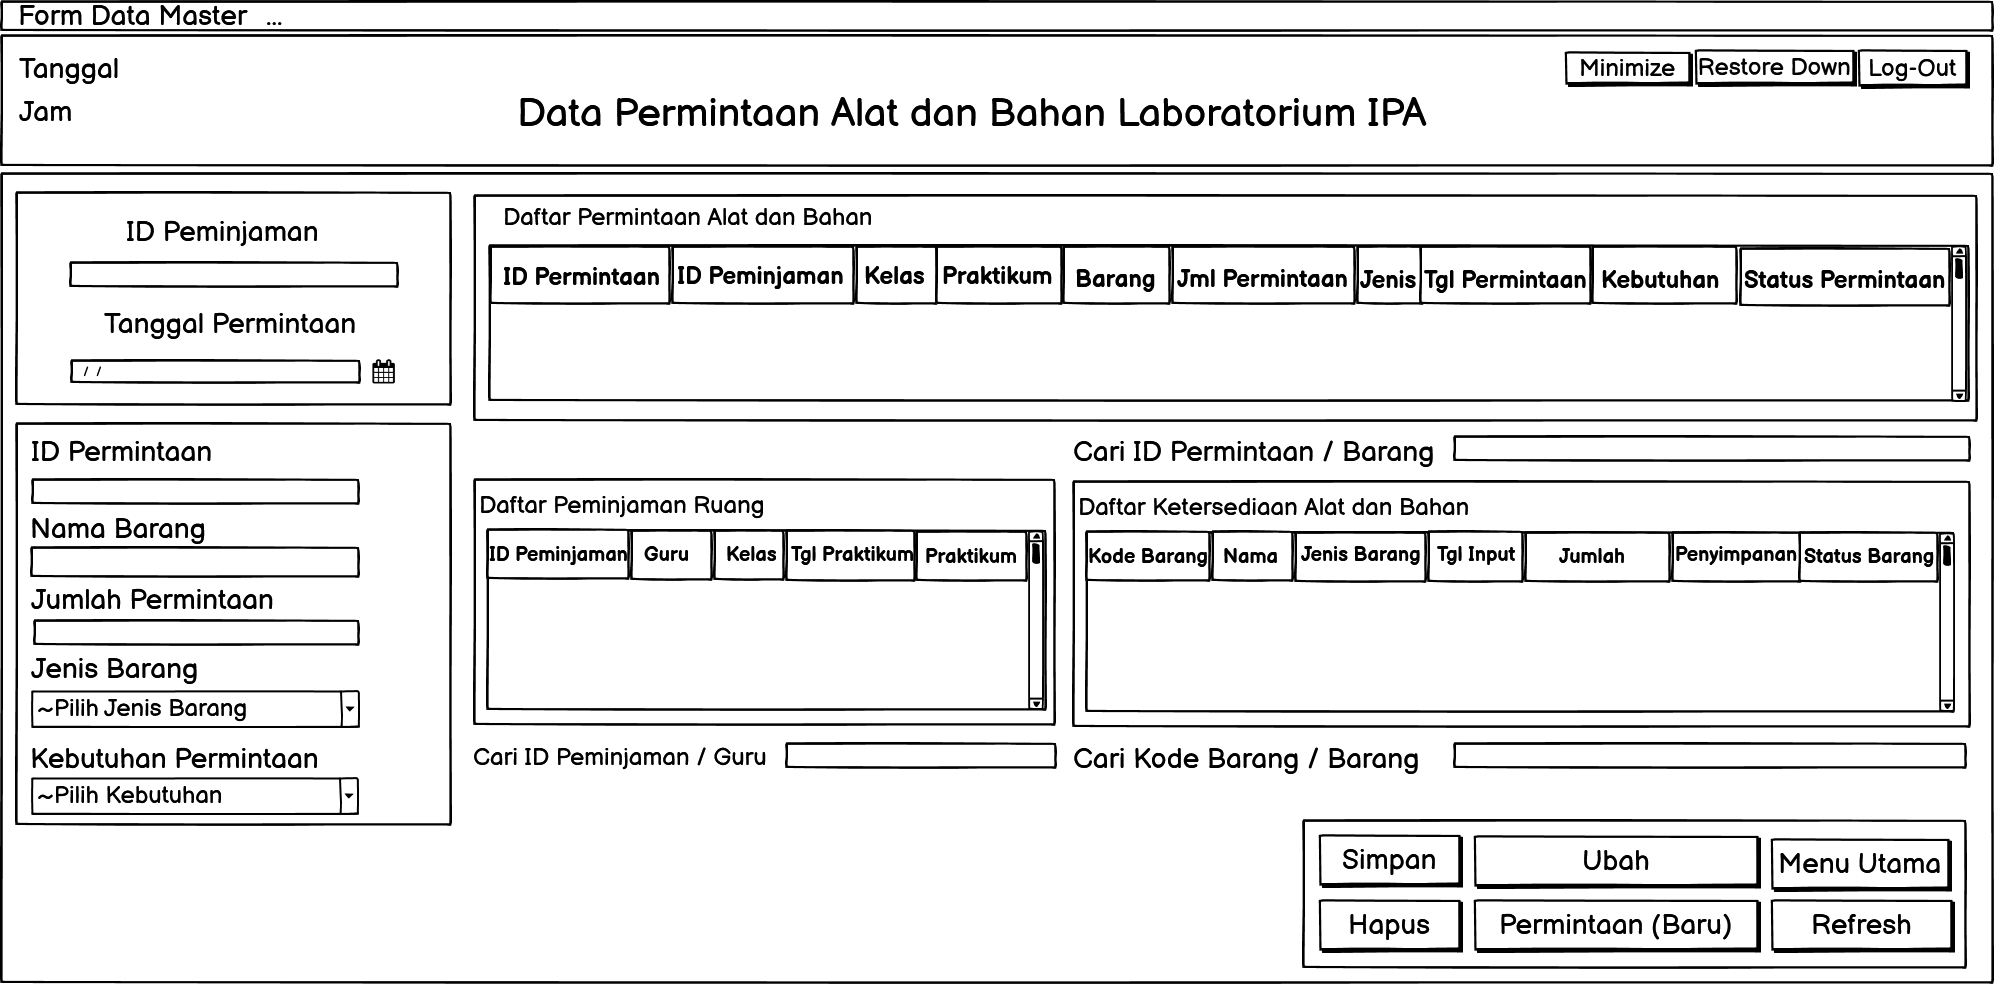 Form Data Master ...
Tanggal
Minimize Restore Down Log-Out
Jam
Data Permintaan Alat dan Bahan Laboratorium IPA
ID Peminjaman
Tanggal Permintaan
/ /
ID Permintaan
Nama Barang
Jumlah Permintaan
Jenis Barang
~Pilih Jenis Barang
Kebutuhan Permintaan
~Pilih Kebutuhan
Daftar Permintaan Alat dan Bahan
ID Permintaan ID Peminjaman Kelas Praktikum Barang Jml Permintaan Jenis Tgl Permintaan Kebutuhan Status Permintaan
Cari ID Permintaan / Barang
Daftar Peminjaman Ruang
ID Peminjaman Guru Kelas Tgl Praktikum Praktikum
Cari ID Peminjaman / Guru
Daftar Ketersediaan Alat dan Bahan
Kode Barang Nama Jenis Barang Tgl Input Jumlah Penyimpanan Status Barang
Cari Kode Barang / Barang
Simpan Ubah Menu Utama
Hapus Permintaan (Baru) Refresh